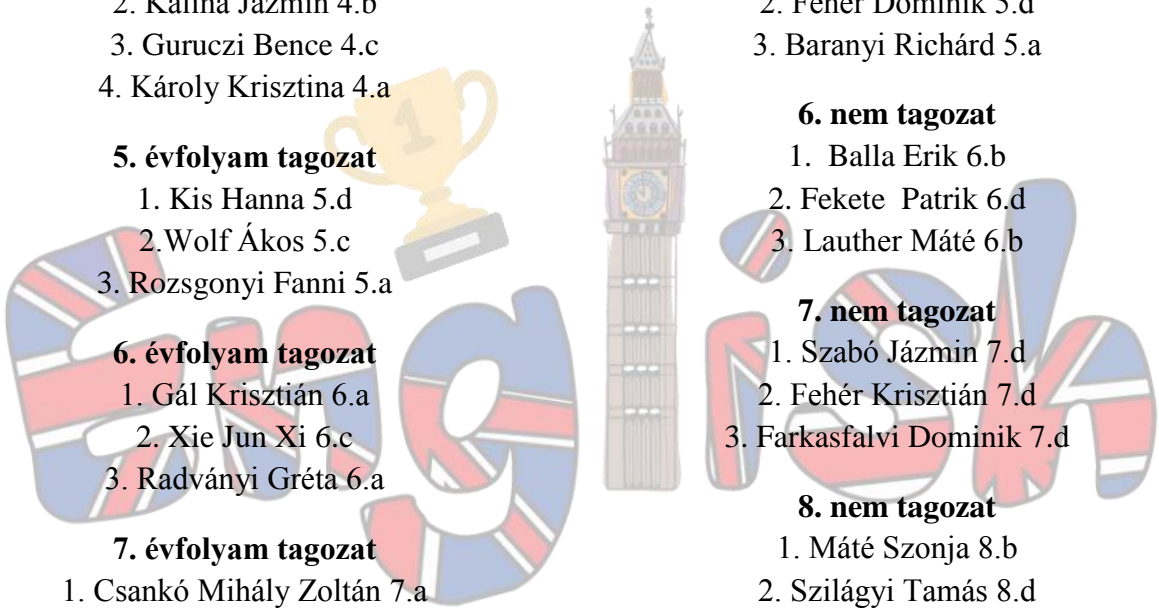 2. Kalina Jázmin 4.b
3. Guruczi Bence 4.c
4. Károly Krisztina 4.a
5. évfolyam tagozat
1. Kis Hanna 5.d
2.Wolf Ákos 5.c
3. Rozsgonyi Fanni 5.a
6. évfolyam tagozat
1. Gál Krisztián 6.a
2. Xie Jun Xi 6.c
3. Radványi Gréta 6.a
7. évfolyam tagozat
1. Csankó Mihály Zoltán 7.a
2. Fehér Dominik 5.d
3. Baranyi Richárd 5.a
6. nem tagozat
1. Balla Erik 6.b
2. Fekete Patrik 6.d
3. Lauther Máté 6.b
7. nem tagozat
1. Szabó Jázmin 7.d
2. Fehér Krisztián 7.d
3. Farkasfalvi Dominik 7.d
8. nem tagozat
1. Máté Szonja 8.b
2. Szilágyi Tamás 8.d
English
1